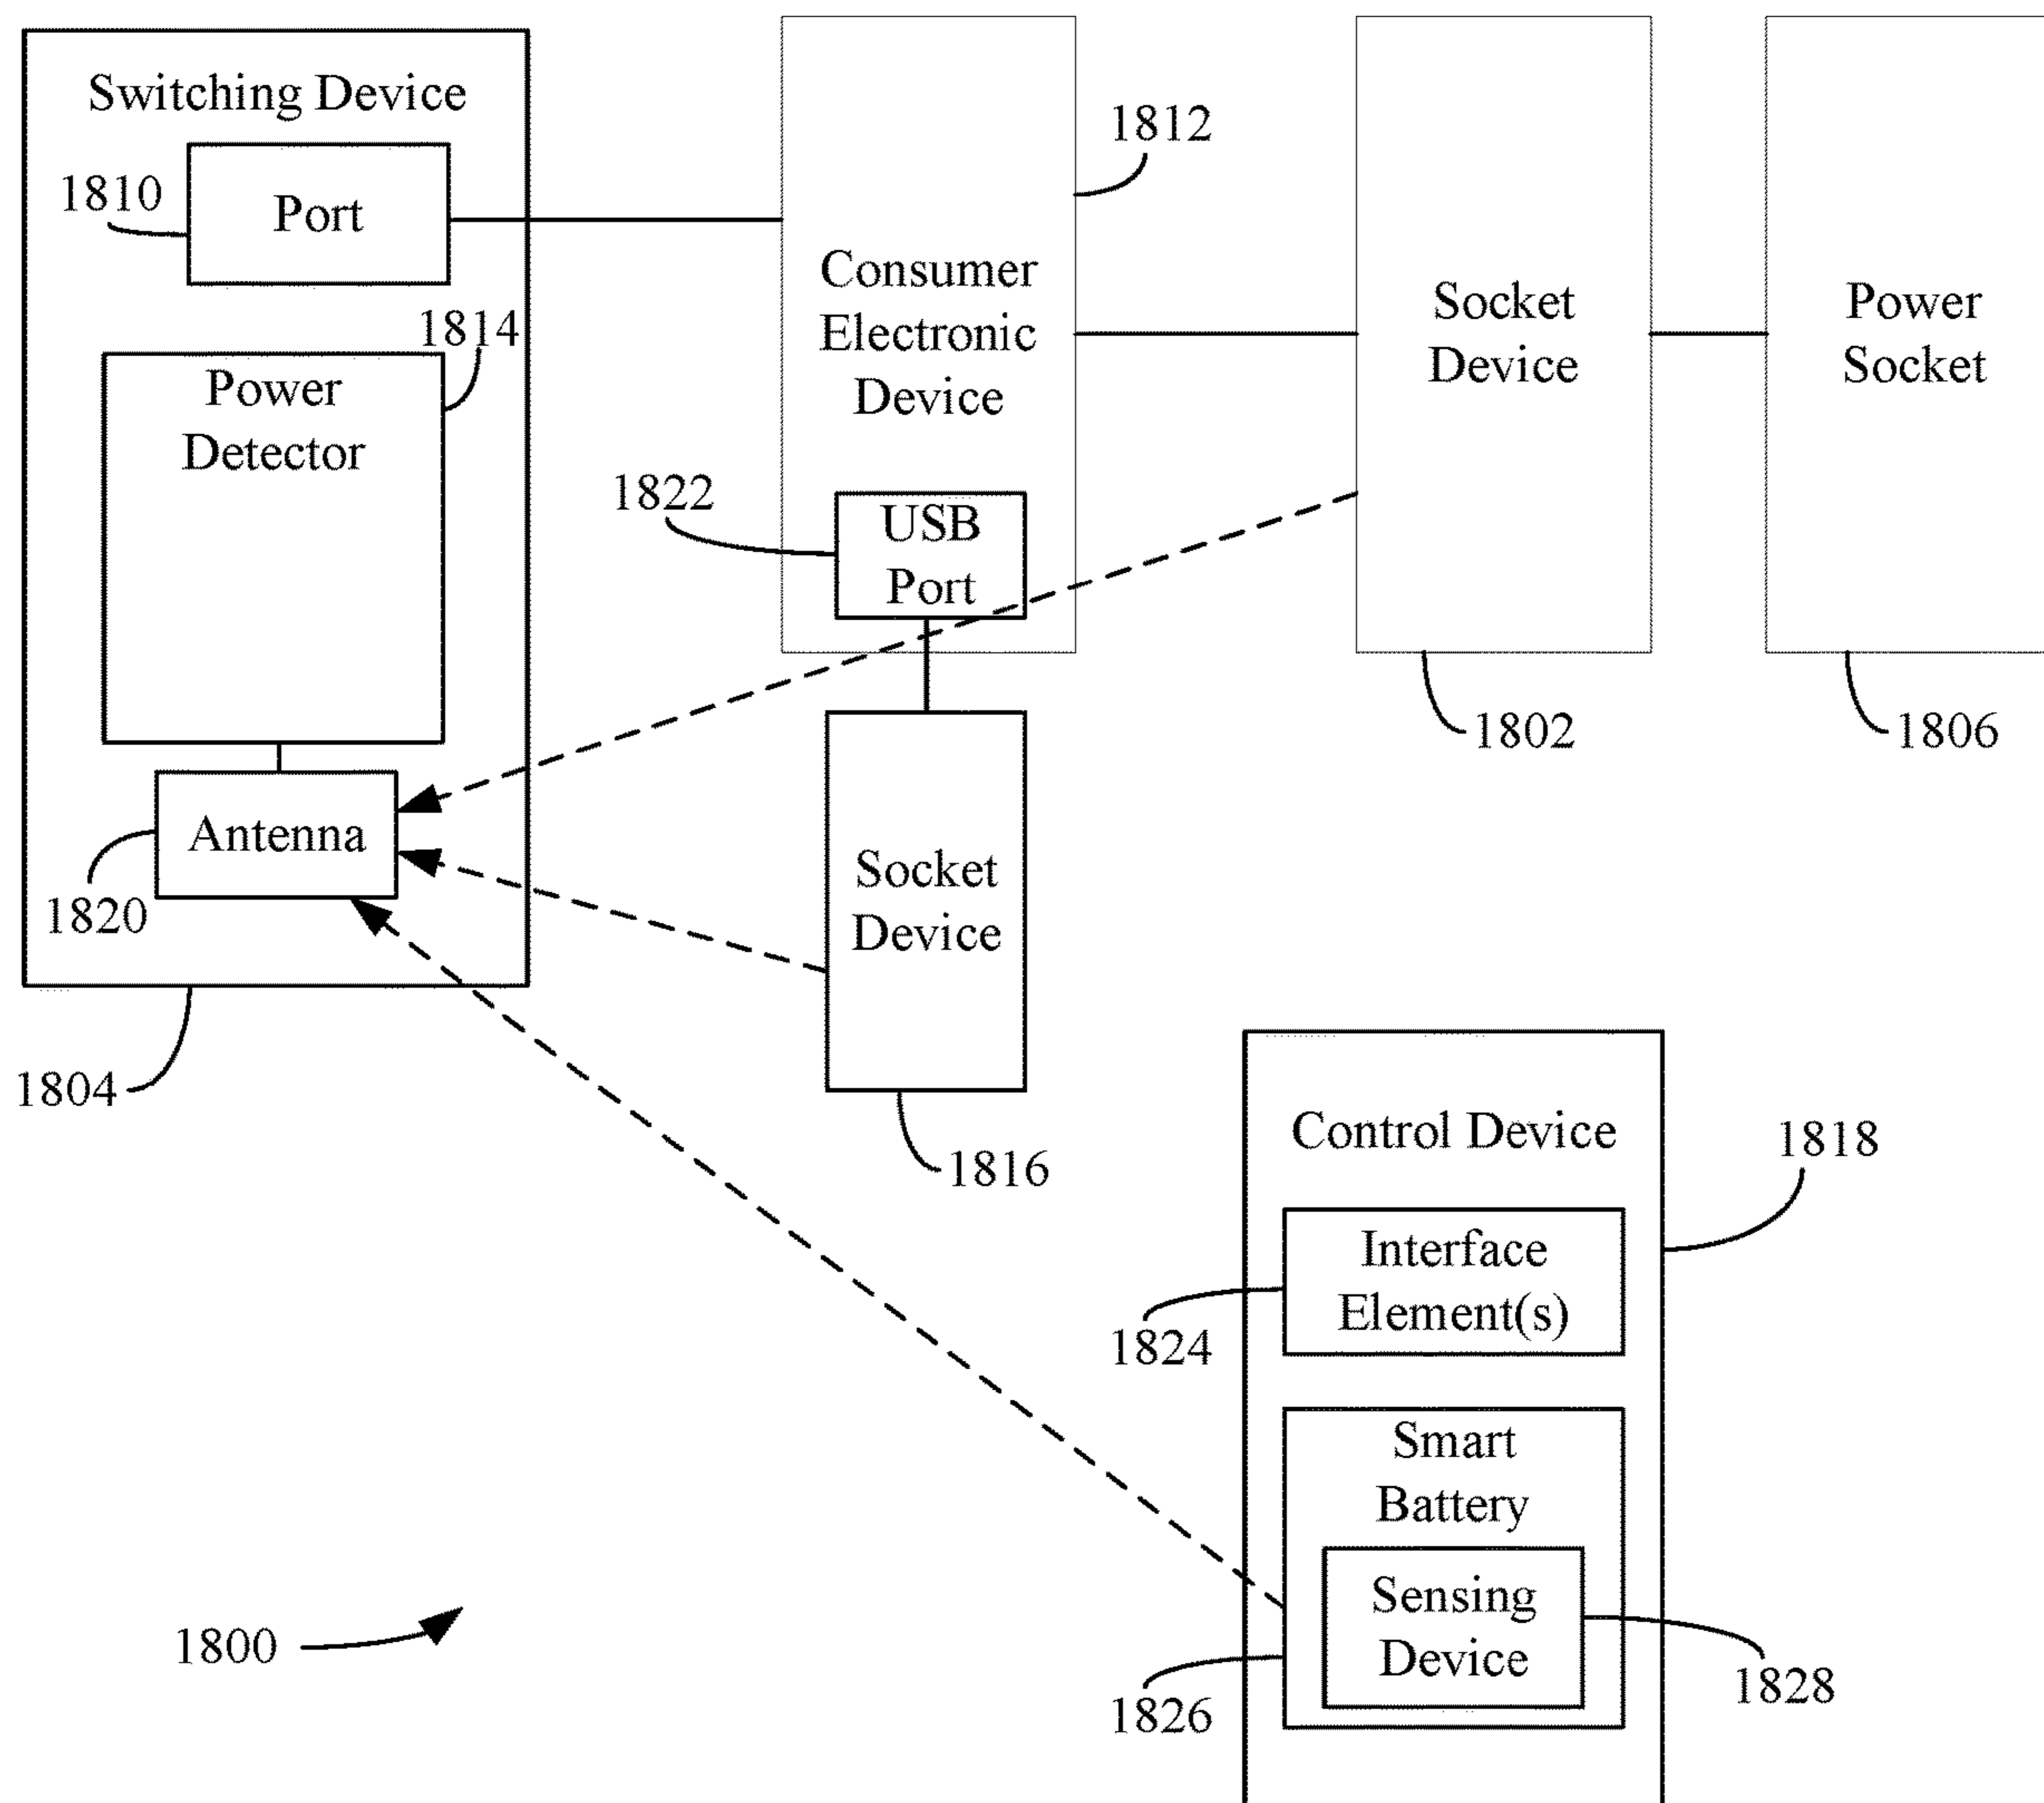 Switching Device
1810
Port
1814
Power
Detector
Antenna
1820
1804
1812
Consumer
Electronic
Device
1822
USB
Port
Socket
Device
1816
Socket
Device
1802
Power
Socket
1806
Control Device
1818
Interface
Element(s)
1824
Smart
Battery
Sensing
Device
1826
1828
1800